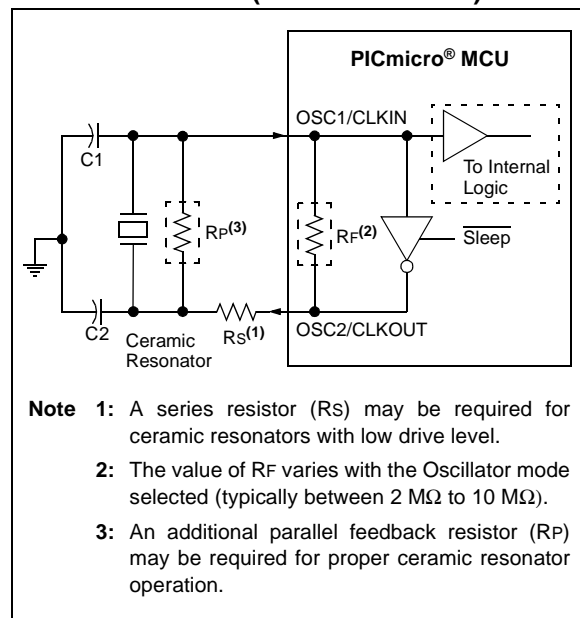 PICmicro® MCU
OSC1/CLKIN
C1
To Internal
Logic
RP(3)
RF(2)
Sleep
C2
Ceramic
Resonator
RS(1)
OSC2/CLKOUT
Note 1: A series resistor (RS) may be required for
ceramic resonators with low drive level.
2: The value of RF varies with the Oscillator mode
selected (typically between 2 MΩ to 10 MΩ).
3: An additional parallel feedback resistor (RP)
may be required for proper ceramic resonator
operation.